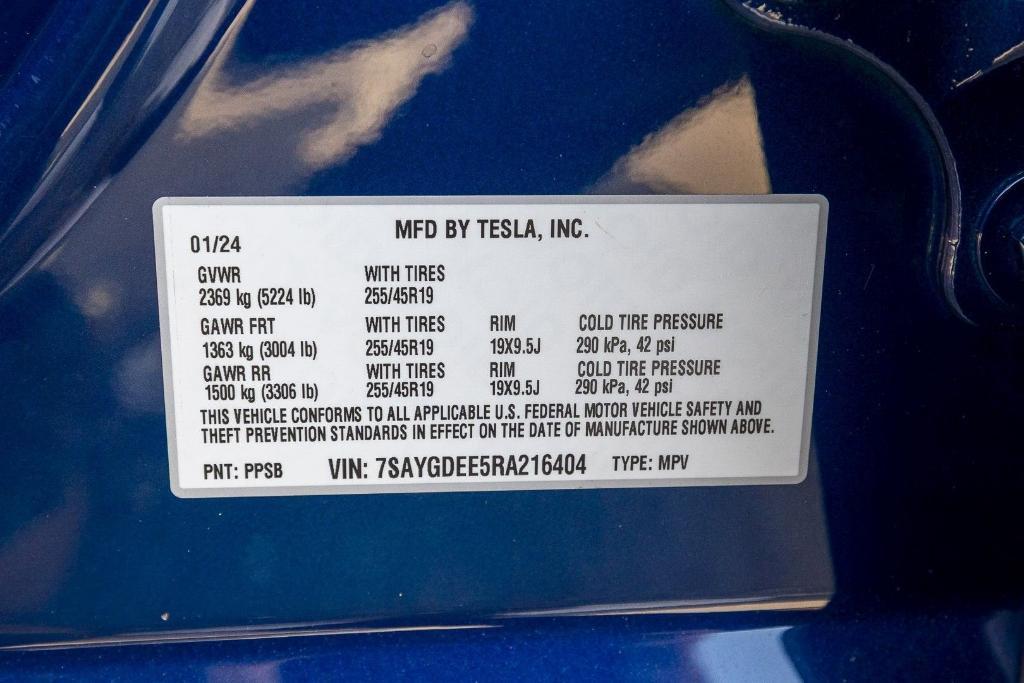 MFD BY TESLA, INC.
01/24
GVWR WITH TIRES
2369 kg (5224 lb) 255/45R19
GAWR FRT WITH TIRES RIM COLD TIRE PRESSURE
1363 kg (3004 lb) 255/45R19 19X9.5J 290 kPa, 42 psi
GAWR RR WITH TIRES RIM COLD TIRE PRESSURE
1500 kg (3306 lb) 255/45R19 19X9.5J 290 kPa, 42 psi
THIS VEHICLE CONFORMS TO ALL APPLICABLE U.S. FEDERAL MOTOR VEHICLE SAFETY AND
THEFT PREVENTION STANDARDS IN EFFECT ON THE DATE OF MANUFACTURE SHOWN ABOVE.
PNT: PPSB VIN: 7SAYGDEE5RA216404 TYPE: MPV